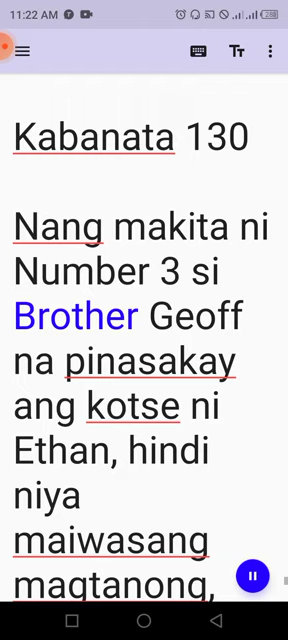 11:22 AM
Kabanata 130
Nang makita ni
Number 3 si
Brother Geoff
na pinasakay
ang kotse ni
Ethan, hindi
niya
maiwasang
magtanong,